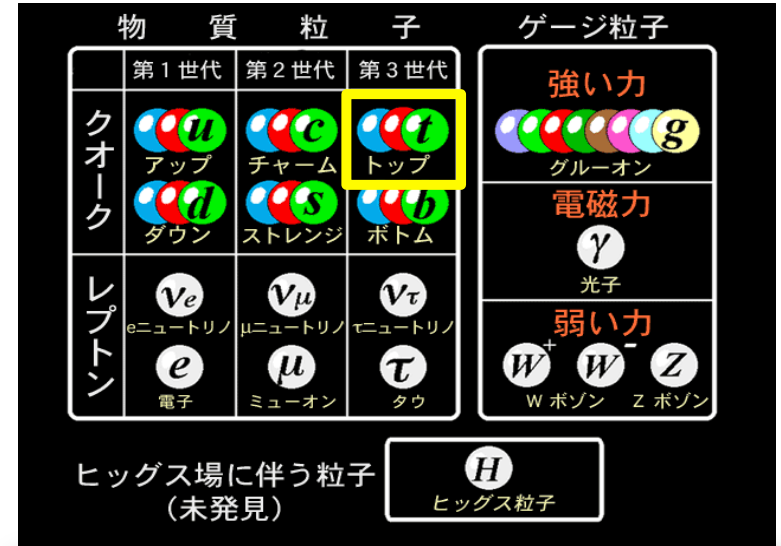 物質粒子
ゲージ粒子
第1世代 第2世代 第3世代
クオーク
u c t
アップ チャーム トップ
d s b
ダウン ストレンジ ボトム
レプトン
νe νμ ντ
eニュートリノ μニュートリノ τニュートリノ
e μ τ
電子 ミューオン タウ
強い力
g
グルーオン
電磁力
γ
光子
弱い力
W+ W- Z
W ボゾン Z ボゾン
ヒッグス場に伴う粒子
(未発見)
H
ヒッグス粒子